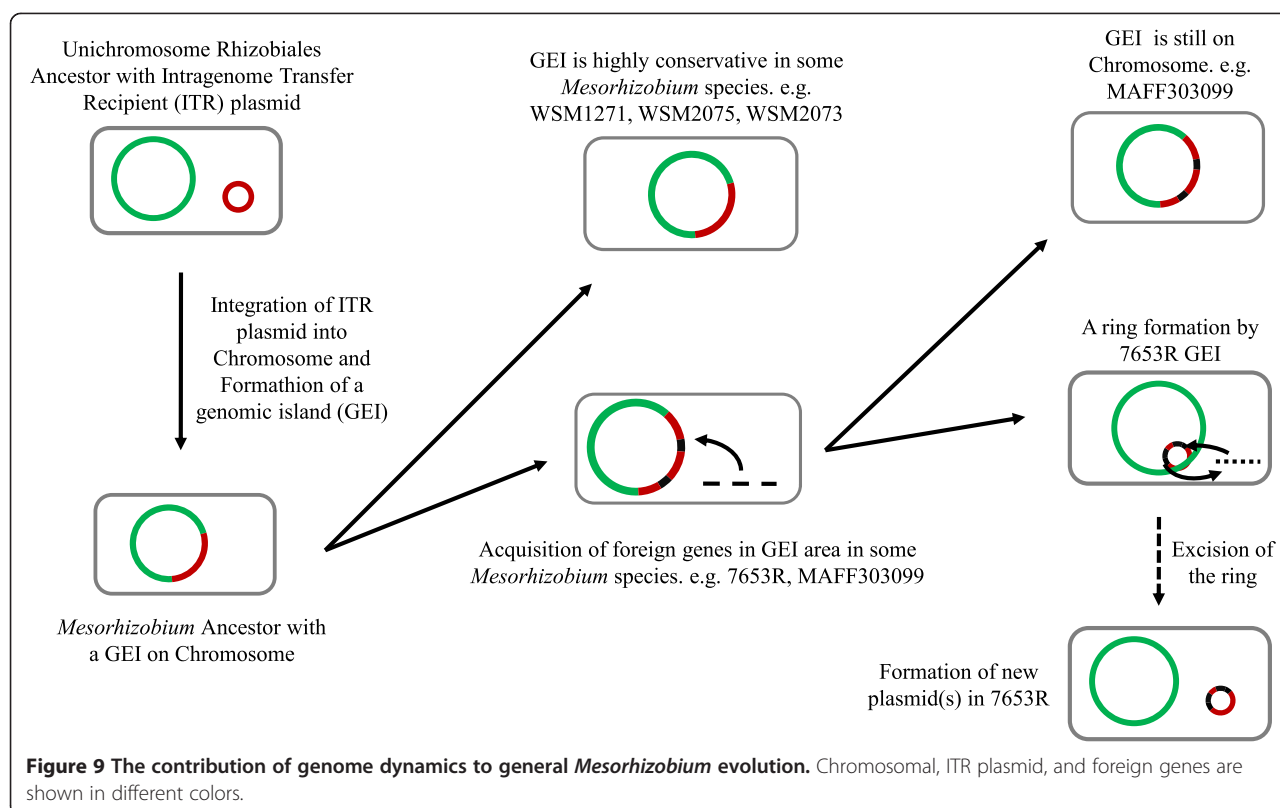 Unichromosome Rhizobiales
Ancestor with Intragenome Transfer
Recipient (ITR) plasmid
Integration of ITR
plasmid into
Chromosome and
Formathion of a
genomic island (GEI)
Mesorhizobium Ancestor with
a GEI on Chromosome
GEI is highly conservative in some
Mesorhizobium species. e.g.
WSM1271, WSM2075, WSM2073
Acquisition of foreign genes in GEI area in some
Mesorhizobium species. e.g. 7653R, MAFF303099
GEI is still on
Chromosome. e.g.
MAFF303099
A ring formation by
7653R GEI
Excision of
the ring
Formation of new
plasmid(s) in 7653R
Figure 9 The contribution of genome dynamics to general Mesorhizobium evolution. Chromosomal, ITR plasmid, and foreign genes are
shown in different colors.